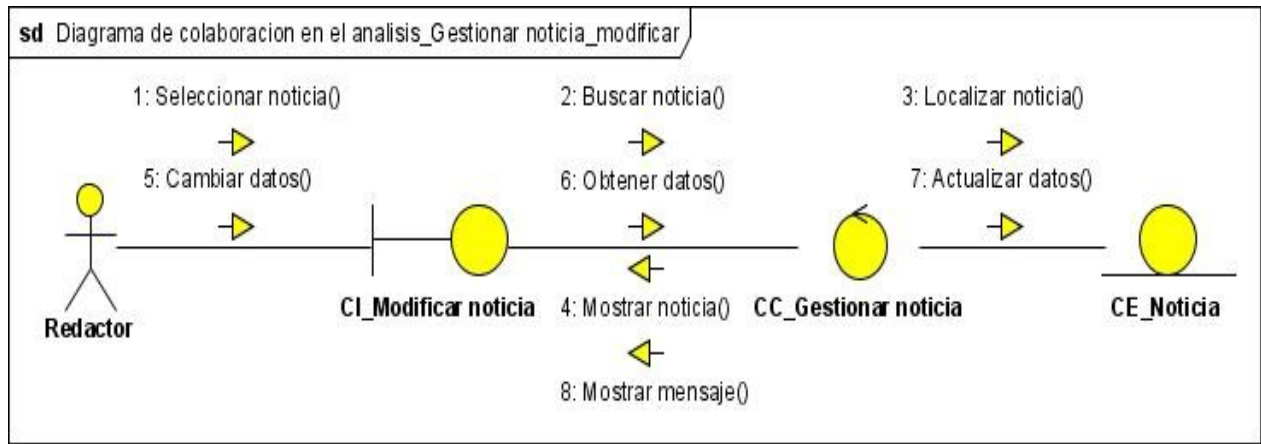 sd Diagrama de colaboracion en el analisis_Gestionar noticia_modificar
1: Seleccionar noticia()
2: Buscar noticia()
3: Localizar noticia()
5: Cambiar datos()
6: Obtener datos()
7: Actualizar datos()
CI_Modificar noticia
4: Mostrar noticia()
CC_Gestionar noticia
CE_Noticia
Redactor
8: Mostrar mensaje()